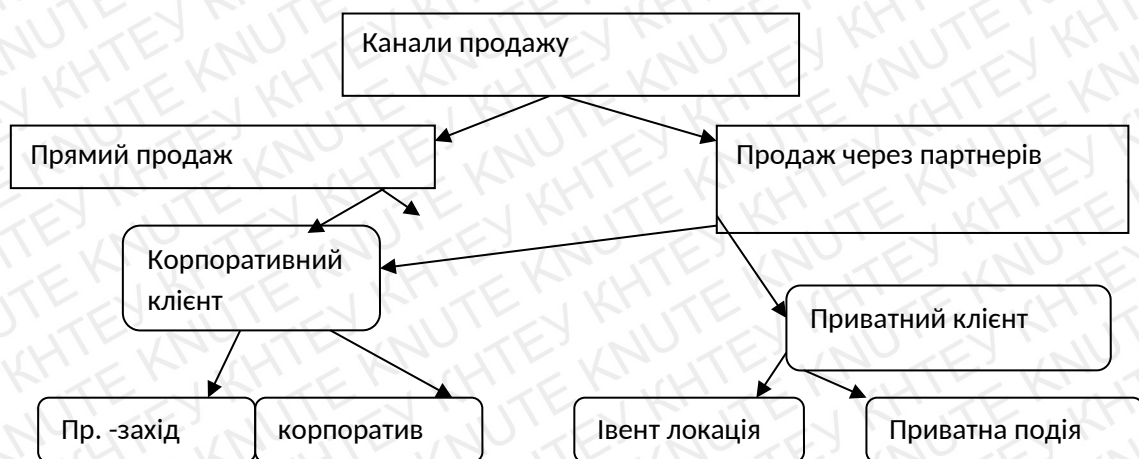 Канали продажу
Прямий продаж
Продаж через партнерів
Корпоративний
клієнт
Приватний клієнт
Пр. -захід
корпоратив
Івент локація
Приватна подія